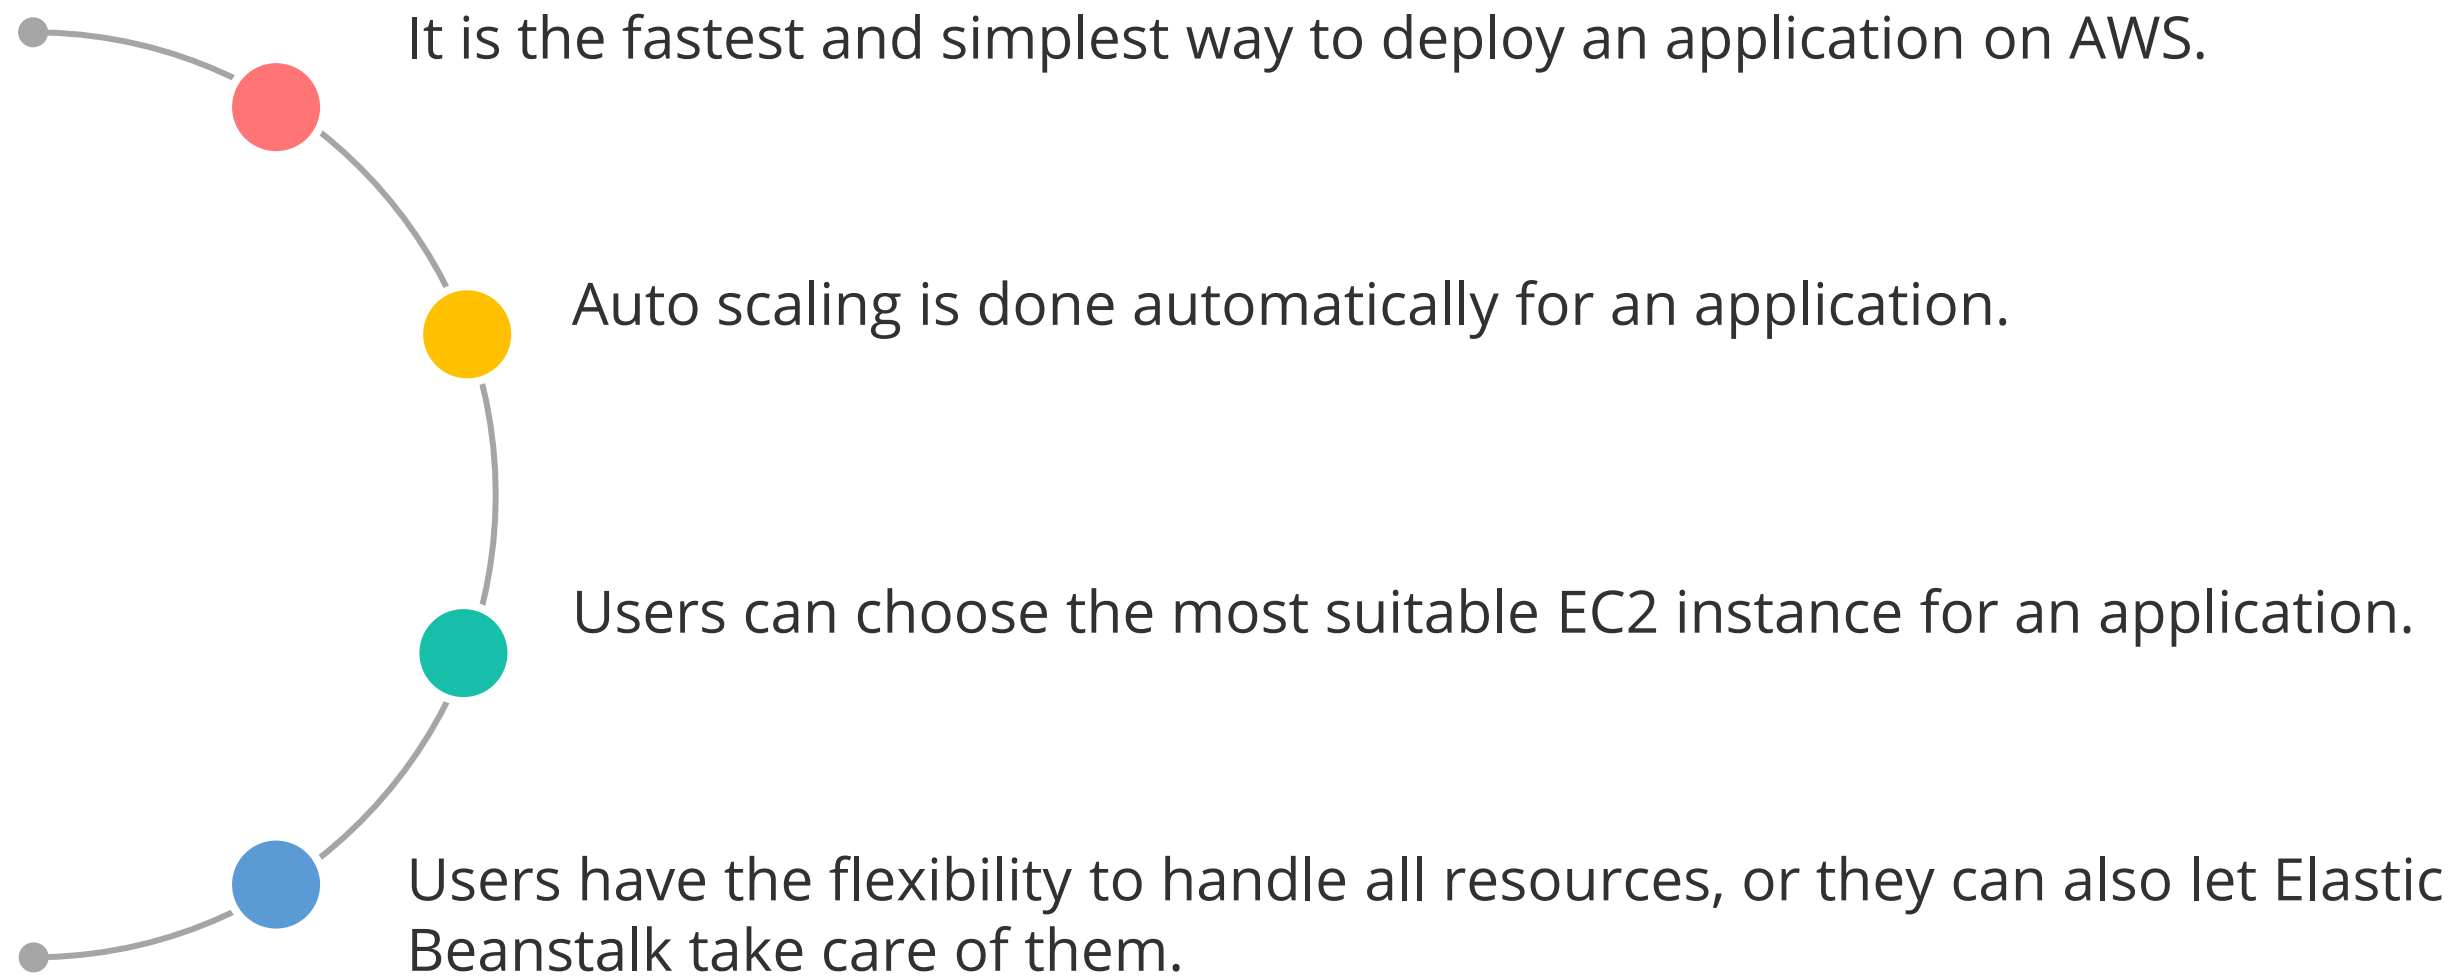 It is the fastest and simplest way to deploy an application on AWS.
Auto scaling is done automatically for an application.
Users can choose the most suitable EC2 instance for an application.
Users have the flexibility to handle all resources, or they can also let Elastic
Beanstalk take care of them.